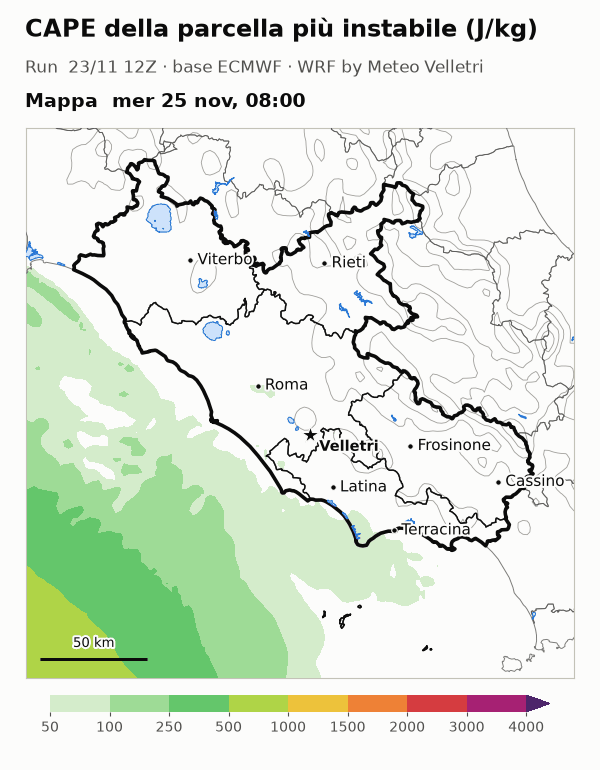 CAPE della parcella più instabile (J/kg)
Run  23/11 12Z · base ECMWF · WRF by Meteo Velletri
Mappa  mer 25 nov, 08:00
Viterbo
Rieti
Roma
Velletri
Frosinone
Cassino
Latina
Terracina
50 km
50 100 250 500 1000 1500 2000 3000 4000